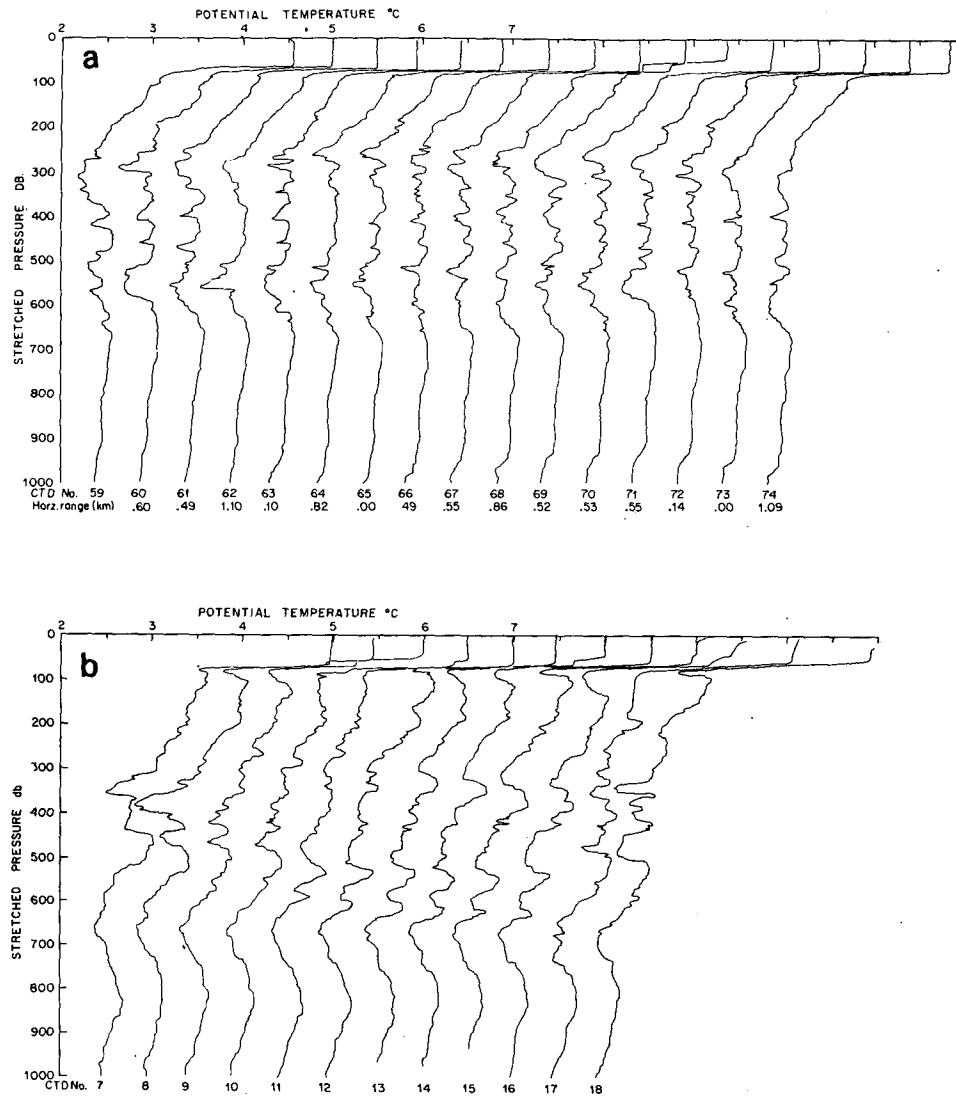 POTENTIAL TEMPERATURE °C
2 3 4 5 6 7
a
STRETCHED PRESSURE DB.
0
100
200
300
400
500
600
700
800
900
1000
CTD No. 59 60 61 62 63 64 65 66 67 68 69 70 71 72 73 74
Horz. range (km) .60 .49 1.10 .10 .82 .00 49 .55 .86 .52 .53 .55 .14 .00 1.09
POTENTIAL TEMPERATURE °C
2 3 4 5 6 7
b
STRETCHED PRESSURE db
0
100
200
300
400
500
600
700
800
900
1000
CTD No. 7 8 9 10 11 12 13 14 15 16 17 18